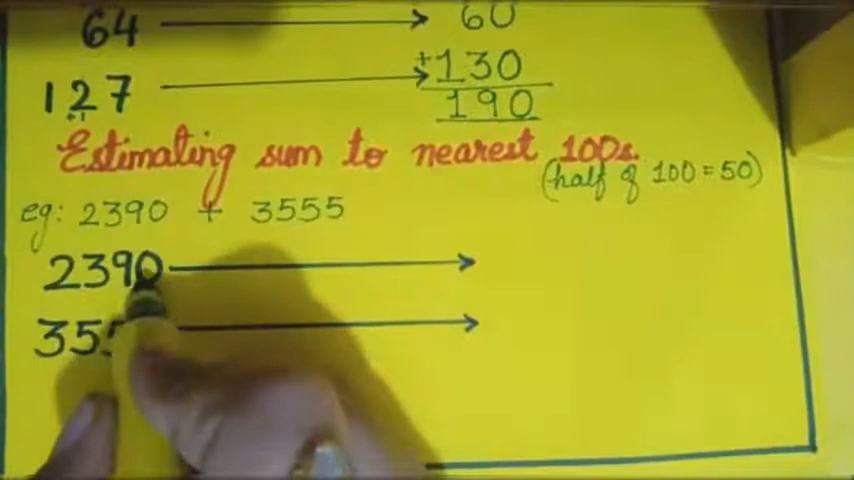 64 → 60
127 → +130
+1
190
Estimating sum to nearest 100s.
(half of 100 = 50)
eg: 2390 + 3555
2390 →
355 →